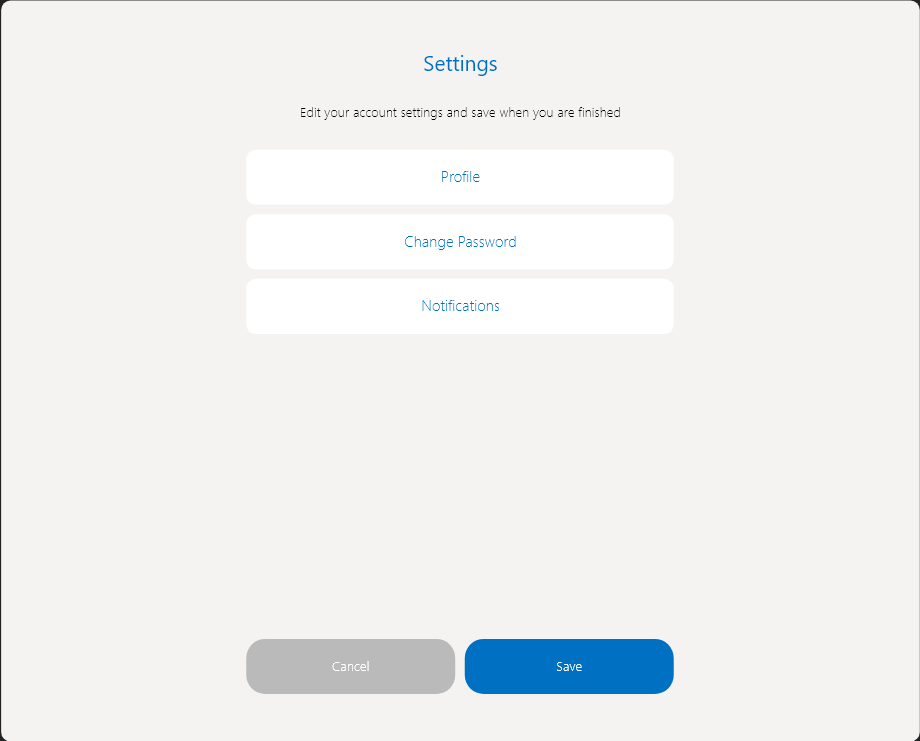 Settings
Edit your account settings and save when you are finished
Profile
Change Password
Notifications
Cancel
Save